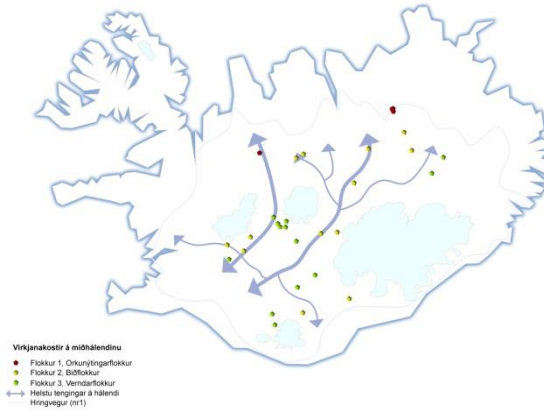 Virkjanakostir á miðhálendinu
Flokkur 1, Orkunýtingarflokkur
Flokkur 2, Biðflokkur
Flokkur 3, Verndarflokkur
Helstu tengingar á hálendi
Hringvegur (nr1)